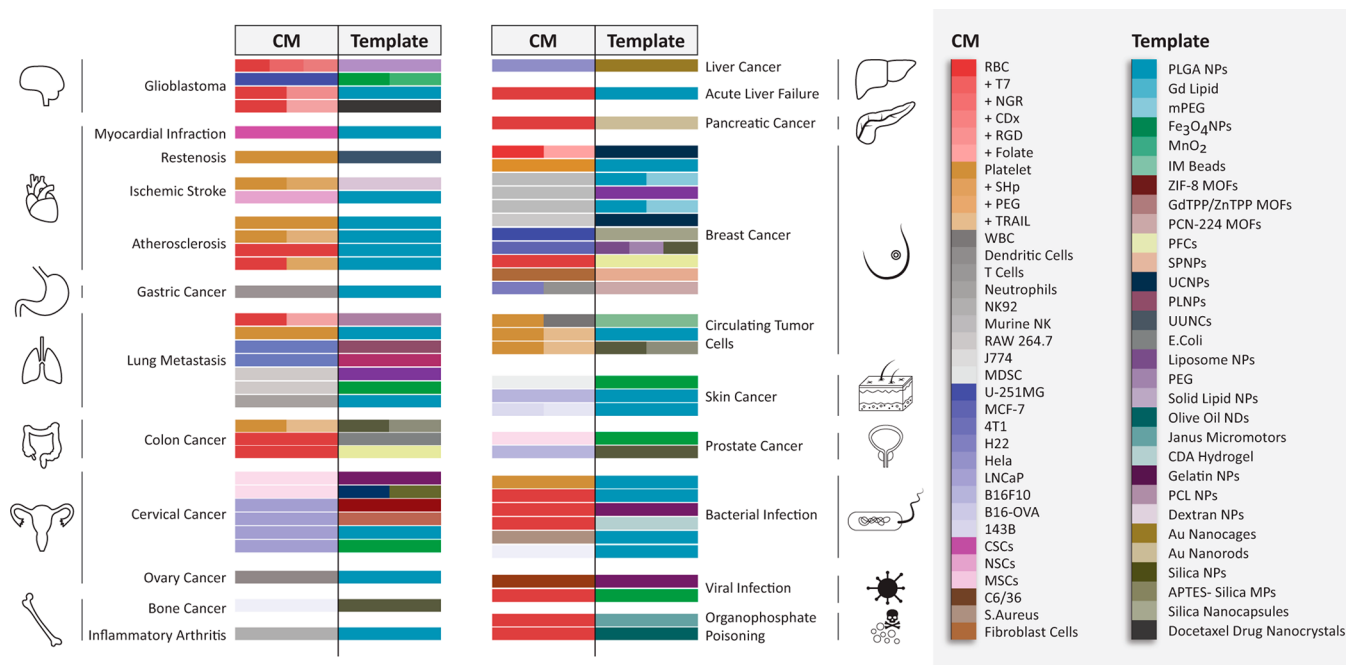 CM
Template
Glioblastoma
Myocardial Infraction
Restenosis
Ischemic Stroke
Atherosclerosis
Gastric Cancer
Lung Metastasis
Colon Cancer
Cervical Cancer
Ovary Cancer
Bone Cancer
Inflammatory Arthritis
CM
Template
Liver Cancer
Acute Liver Failure
Pancreatic Cancer
Breast Cancer
Circulating Tumor
Cells
Skin Cancer
Prostate Cancer
Bacterial Infection
Viral Infection
Organophosphate
Poisoning
CM
RBC
+ T7
+ NGR
+ CDx
+ RGD
+ Folate
Platelet
+ SHp
+ PEG
+ TRAIL
WBC
Dendritic Cells
T Cells
Neutrophils
NK92
Murine NK
RAW 264.7
J774
MDSC
U-251MG
MCF-7
4T1
H22
Hela
LNCaP
B16F10
B16-OVA
143B
CSCs
NSCs
MSCs
C6/36
S.Aureus
Fibroblast Cells
Template
PLGA NPs
Gd Lipid
mPEG
Fe3O4NPs
MnO2
IM Beads
ZIF-8 MOFs
GdTPP/ZnTPP MOFs
PCN-224 MOFs
PFCs
SPNPs
UCNPs
PLNPs
UUNCs
E.Coli
Liposome NPs
PEG
Solid Lipid NPs
Olive Oil NDs
Janus Micromotors
CDA Hydrogel
Gelatin NPs
PCL NPs
Dextran NPs
Au Nanocages
Au Nanorods
Silica NPs
APTES- Silica MPs
Silica Nanocapsules
Docetaxel Drug Nanocrystals